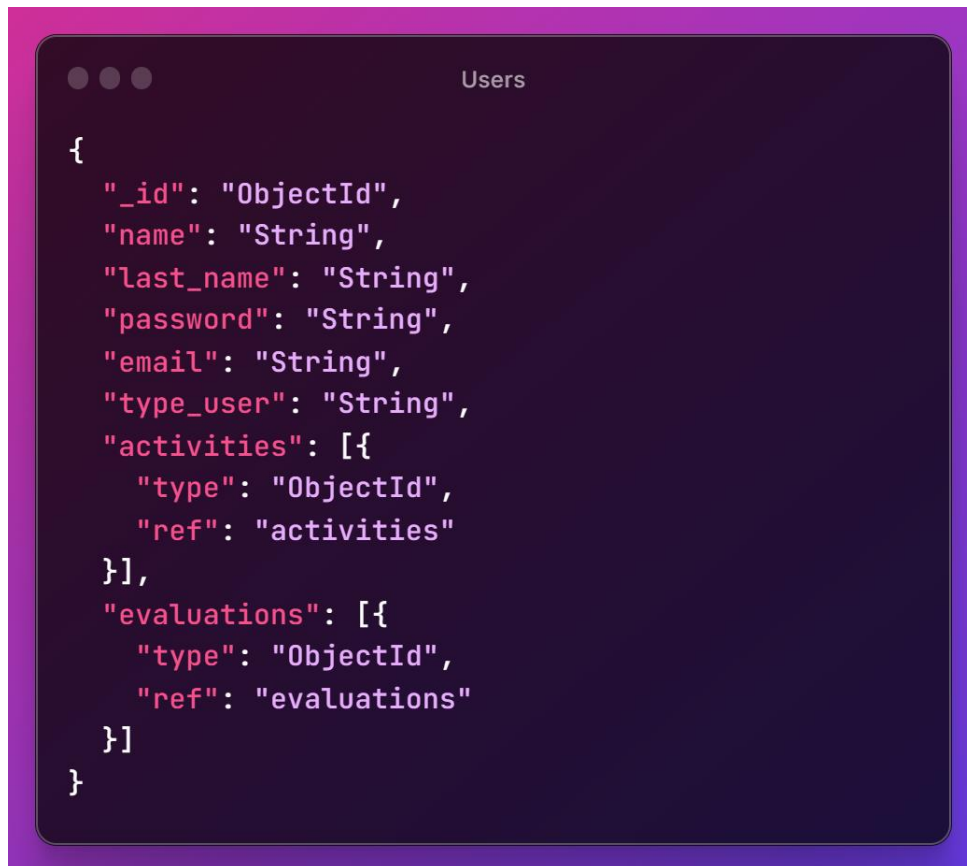 Users
{
  "_id": "ObjectId",
  "name": "String",
  "last_name": "String",
  "password": "String",
  "email": "String",
  "type_user": "String",
  "activities": [{
    "type": "ObjectId",
    "ref": "activities"
  }],
  "evaluations": [{
    "type": "ObjectId",
    "ref": "evaluations"
  }]
}